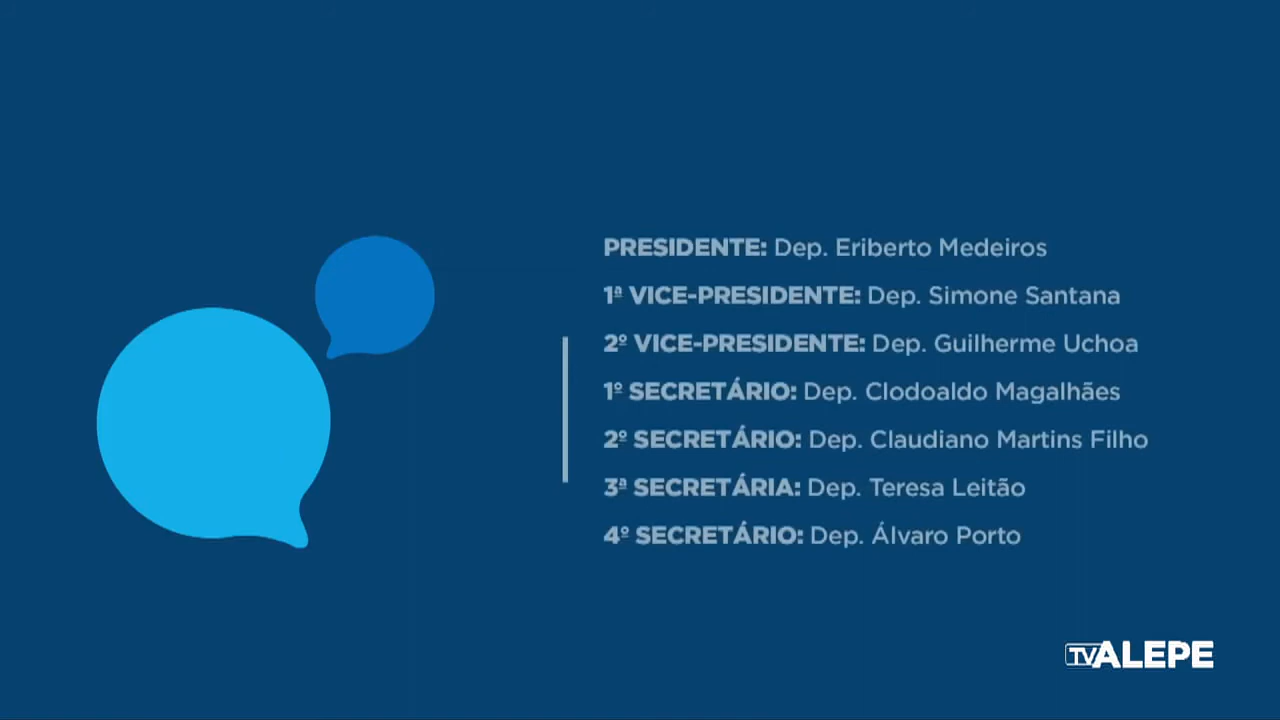 PRESIDENTE: Dep. Eriberto Medeiros
1ª VICE-PRESIDENTE: Dep. Simone Santana
2º VICE-PRESIDENTE: Dep. Guilherme Uchoa
1º SECRETÁRIO: Dep. Clodoaldo Magalhães
2º SECRETÁRIO: Dep. Claudiano Martins Filho
3ª SECRETÁRIA: Dep. Teresa Leitão
4º SECRETÁRIO: Dep. Álvaro Porto
TVALEPE